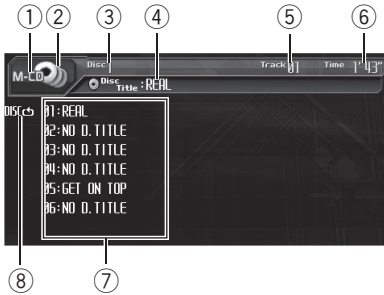 ① ② ③ ④ ⑤ ⑥
M-CD Disc 1 Track 01 Time 1'43"
Disc Title :REAL
DISC
01:REAL
02:NO D.TITLE
03:NO D.TITLE
04:NO D.TITLE
05:GET ON TOP
06:NO D.TITLE
⑧ ⑦